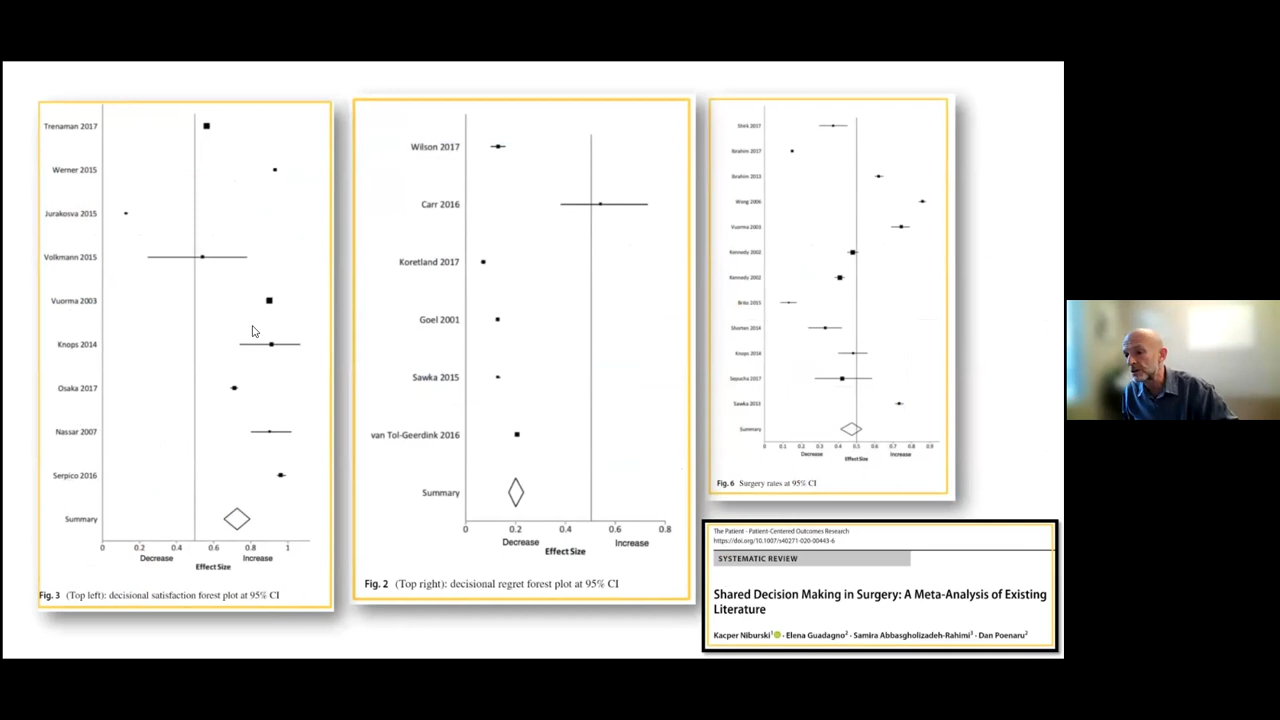 Trenaman 2017
Werner 2015
Jurakosva 2015
Volkmann 2015
Vuorma 2003
Knops 2014
Osaka 2017
Nassar 2007
Serpico 2016
Summary
0 0.2 0.4 0.6 0.8 1
Decrease Increase
Effect Size
Fig. 3 (Top left): decisional satisfaction forest plot at 95% CI
Wilson 2017
Carr 2016
Koretland 2017
Goel 2001
Sawka 2015
van Tol-Geerdink 2016
Summary
0 0.2 0.4 0.6 0.8
Decrease Increase
Effect Size
Fig. 2 (Top right): decisional regret forest plot at 95% CI
Shirk 2017
Ibrahim 2017
Ibrahim 2013
Wong 2006
Vuorma 2003
Kennedy 2002
Kennedy 2002
Brito 2015
Shorten 2014
Knops 2014
Sepucha 2017
Sawka 2015
Summary
0 0.1 0.2 0.3 0.4 0.5 0.6 0.7 0.8 0.9
Decrease Increase
Effect Size
Fig. 6 Surgery rates at 95% CI
The Patient - Patient-Centered Outcomes Research
https://doi.org/10.1007/s40271-020-00443-6
SYSTEMATIC REVIEW
Shared Decision Making in Surgery: A Meta-Analysis of Existing
Literature
Kacper Niburski¹ · Elena Guadagno² · Samira Abbasgholizadeh-Rahimi³ · Dan Poenaru²